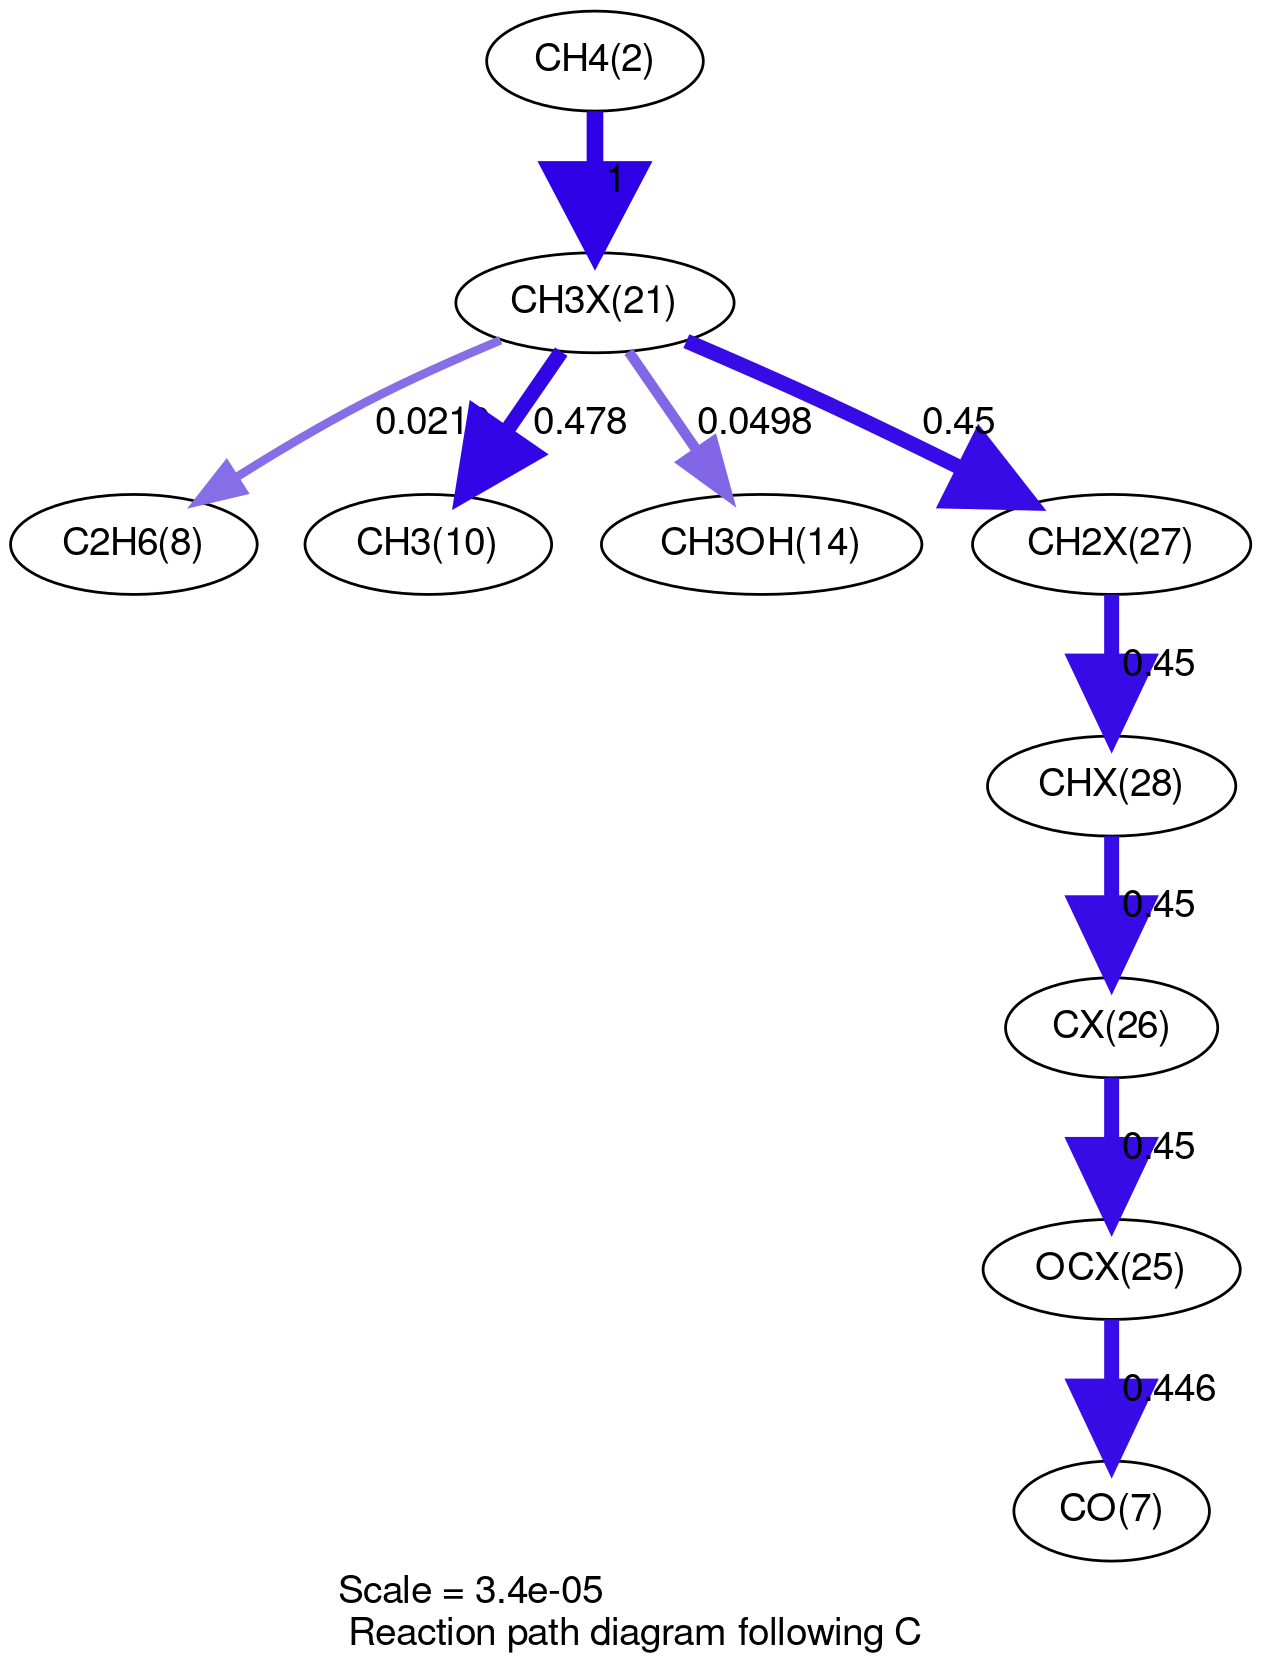 CH4(2)
1
CH3X(21)
0.478
0.0498
0.45
C2H6(8)
CH3(10)
CH3OH(14)
CH2X(27)
0.45
CHX(28)
0.45
CX(26)
0.45
OCX(25)
0.446
CO(7)
Scale = 3.4e-05
Reaction path diagram following C